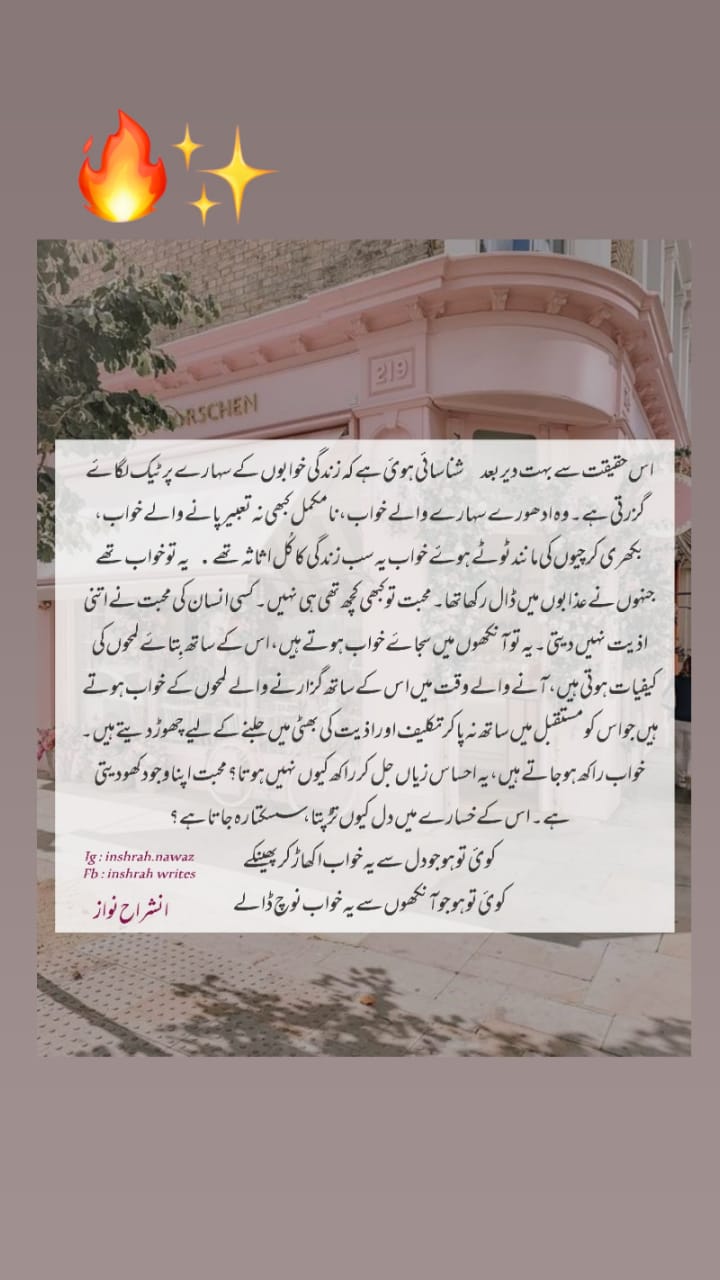 219
ORSCHEN
اس حقیقت سے بہت دیر بعد شناسائی ہوئ ہے کہ زندگی خوابوں کے سہارے پر ٹیک لگائے
گزرتی ہے۔ وہ ادھورے سہارے والے خواب، نا مکمل کبھی نہ تعبیر پانے والے خواب،
بکھری کرچیوں کی مانند ٹوٹے ہوئے خواب یہ سب زندگی کا کُل اثاثہ تھے . یہ تو خواب تھے
جنہوں نے عذابوں میں ڈال رکھا تھا۔ محبت تو کبھی کچھ تھی ہی نہیں۔ کسی انسان کی محبت نے اتنی
اذیت نہیں دیتی۔ یہ تو آنکھوں میں سجائے خواب ہوتے ہیں، اس کے ساتھ بِتائے لمحوں کی
کیفیات ہوتی ہیں، آنے والے وقت میں اس کے ساتھ گزارنے والے لمحوں کے خواب ہوتے
ہیں جو اس کو مستقبل میں ساتھ نہ پا کر تکلیف اور اذیت کی بھٹی میں جلنے کے لیے چھوڑ دیتے ہیں۔
خواب راکھ ہو جاتے ہیں، یہ احساس زیاں جل کر راکھ کیوں نہیں ہوتا؟ محبت اپنا وجود کھو دیتی
ہے۔ اس کے خسارے میں دل کیوں تڑپتا، سسکتا رہ جاتا ہے؟
کوئ تو ہو جو دل سے یہ خواب اکھاڑ کر پھینکے
کوئ تو ہو جو آنکھوں سے یہ خواب نوچ ڈالے
Ig : inshrah.nawaz
Fb : inshrah writes
انشراح نواز